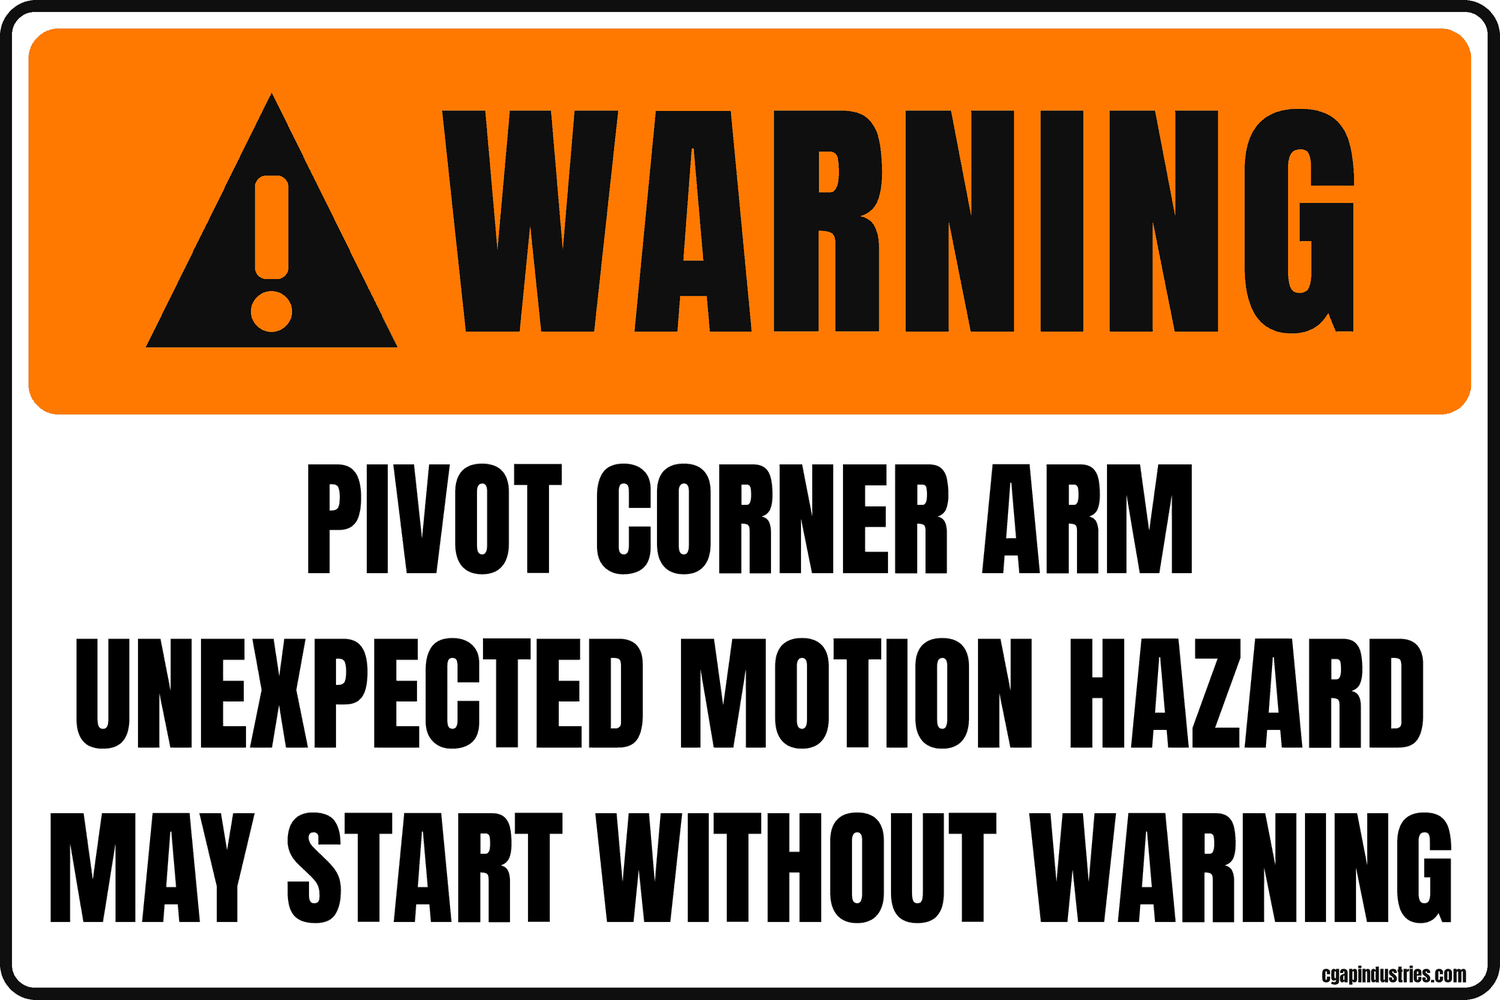 WARNING
PIVOT CORNER ARM
UNEXPECTED MOTION HAZARD
MAY START WITHOUT WARNING
cgapindustries.com